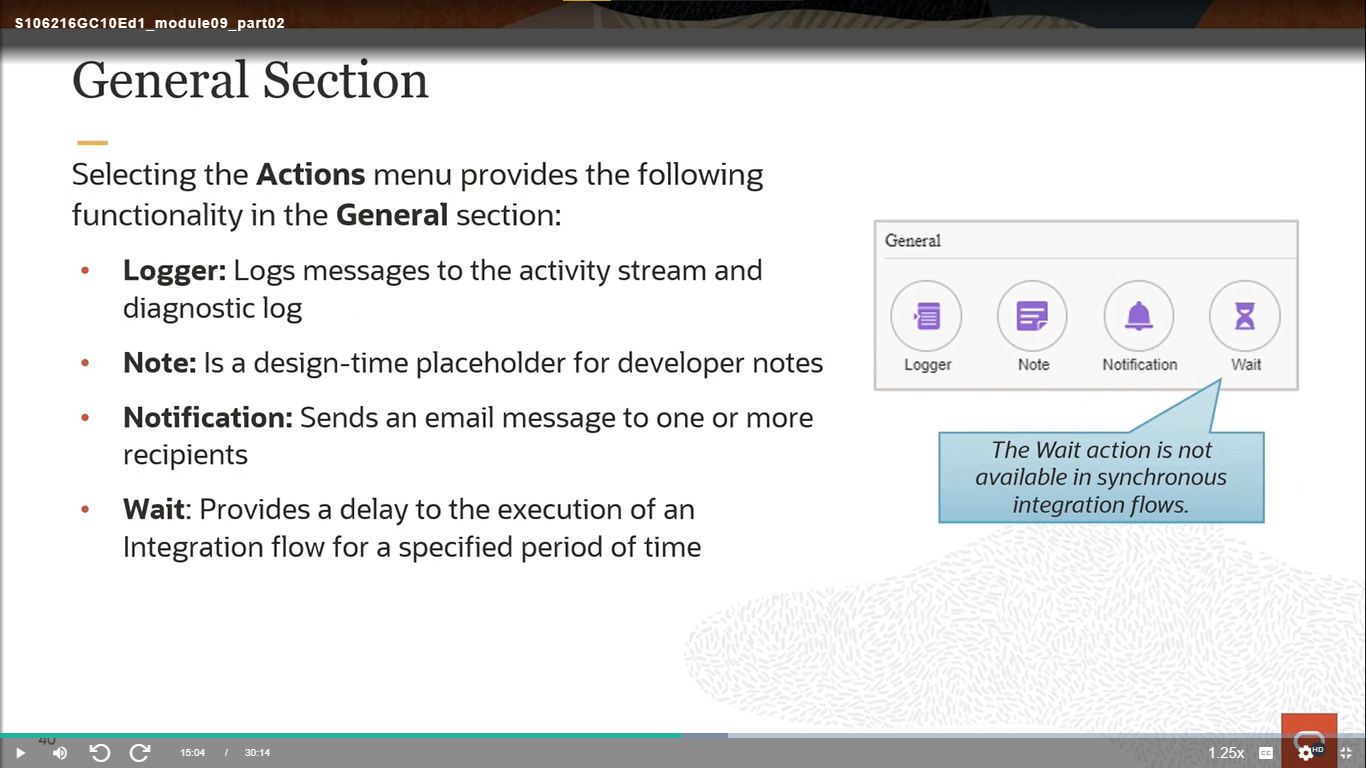 S106216GC10Ed1_module09_part02
General Section
Selecting the Actions menu provides the following
functionality in the General section:
• Logger: Logs messages to the activity stream and
diagnostic log
• Note: Is a design-time placeholder for developer notes
• Notification: Sends an email message to one or more
recipients
• Wait: Provides a delay to the execution of an
Integration flow for a specified period of time
General
Logger Note Notification Wait
The Wait action is not
available in synchronous
integration flows.
40
15:04 / 30:14 1.25x CC HD